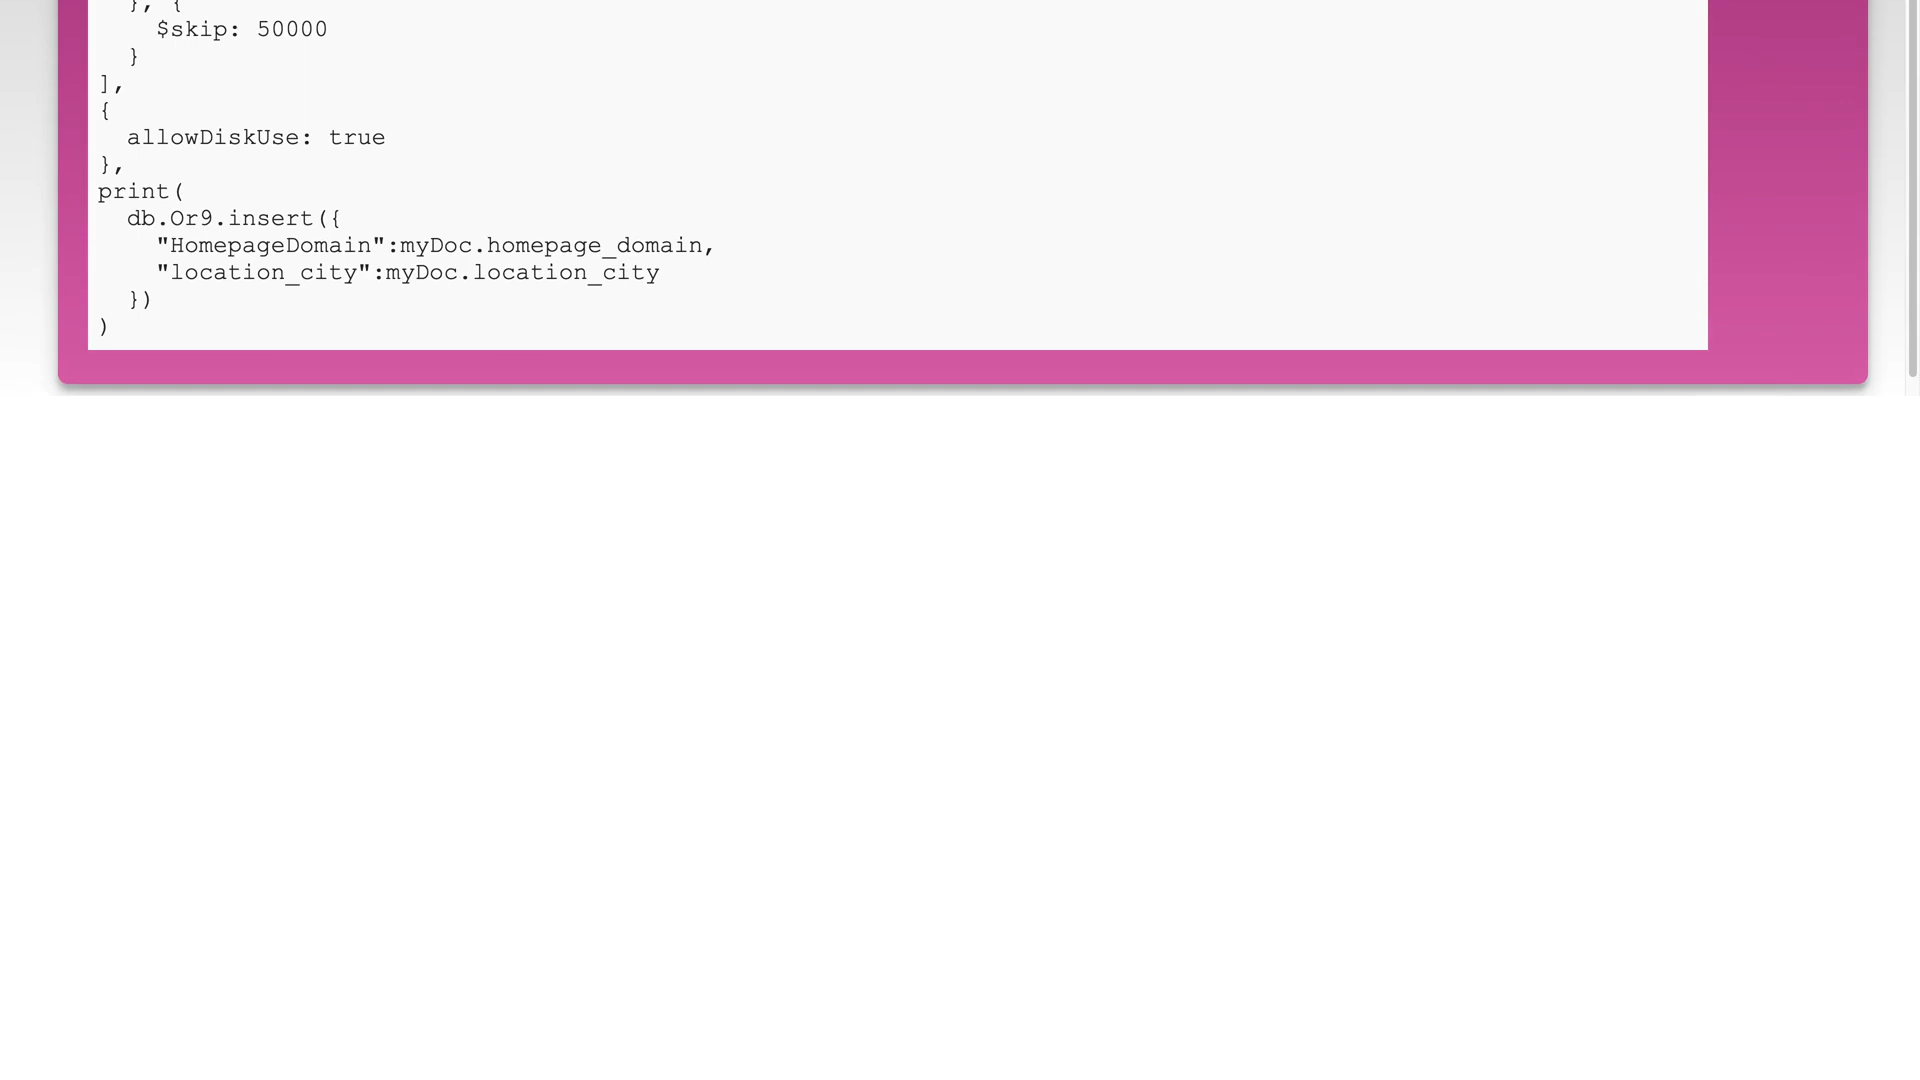 }, {
$skip: 50000
}
],
{
allowDiskUse: true
},
print(
db.Or9.insert({
"HomepageDomain":myDoc.homepage_domain,
"location_city":myDoc.location_city
})
)